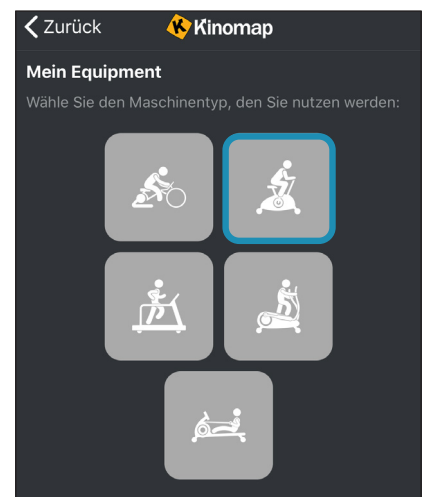 Zurück
Kinomap
Mein Equipment
Wähle Sie den Maschinentyp, den Sie nutzen werden: